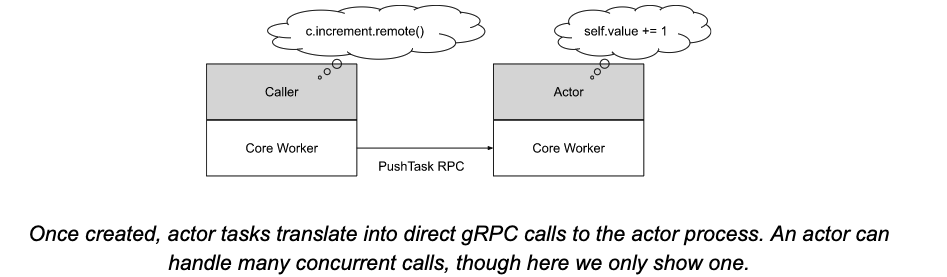 c.increment.remote()
self.value += 1
Caller
Actor
Core Worker
Core Worker
PushTask RPC
Once created, actor tasks translate into direct gRPC calls to the actor process. An actor can
handle many concurrent calls, though here we only show one.